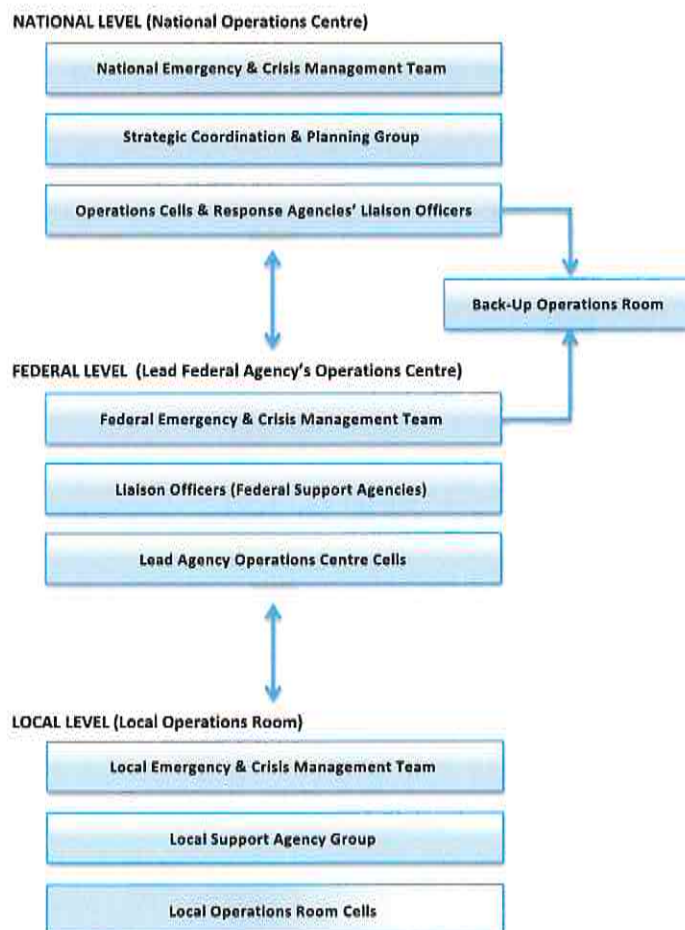 NATIONAL LEVEL (National Operations Centre)
National Emergency & Crisis Management Team
Strategic Coordination & Planning Group
Operations Cells & Response Agencies' Liaison Officers
Back-Up Operations Room
FEDERAL LEVEL (Lead Federal Agency's Operations Centre)
Federal Emergency & Crisis Management Team
Liaison Officers (Federal Support Agencies)
Lead Agency Operations Centre Cells
LOCAL LEVEL (Local Operations Room)
Local Emergency & Crisis Management Team
Local Support Agency Group
Local Operations Room Cells